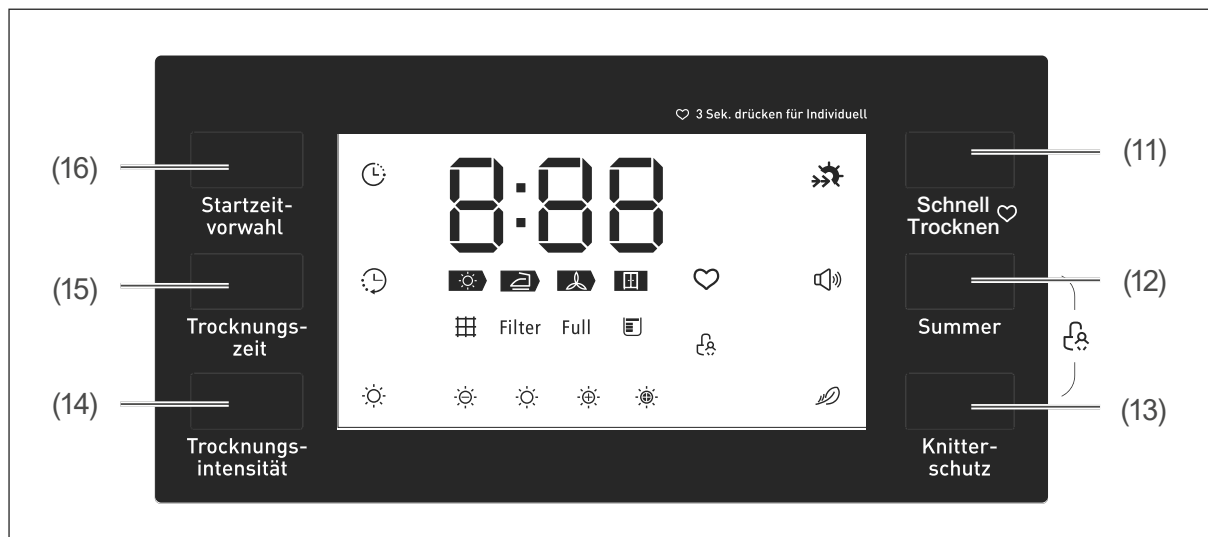 ♡ 3 Sek. drücken für Individuell
(16)
Startzeit-
vorwahl
8:88
(11)
Schnell
Trocknen ♡
(15)
Trocknungs-
zeit
Filter Full
(12)
Summer
(14)
Trocknungs-
intensität
(13)
Knitter-
schutz